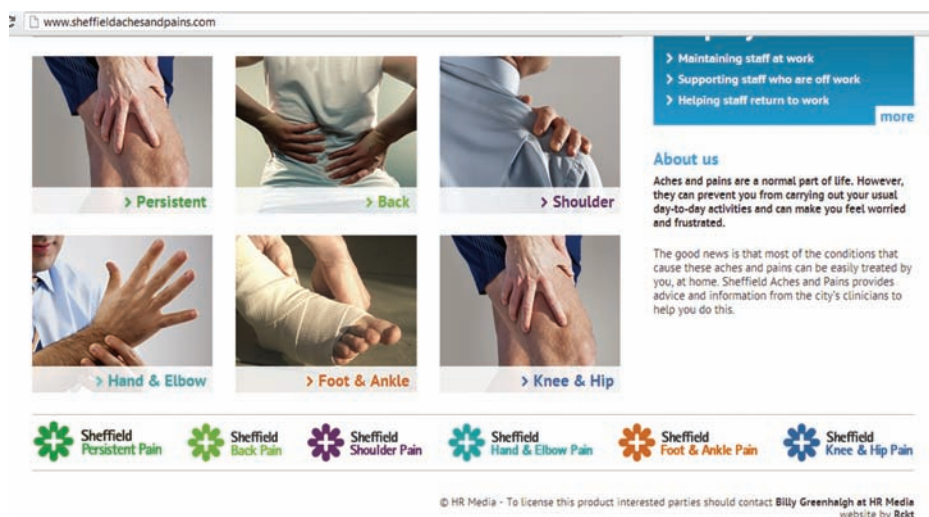 www.sheffieldachesandpains.com
> Maintaining staff at work
> Supporting staff who are off work
> Helping staff return to work
more
> Persistent
> Back
> Shoulder
About us
Aches and pains are a normal part of life. However,
they can prevent you from carrying out your usual
day-to-day activities and can make you feel worried
and frustrated.
The good news is that most of the conditions that
cause these aches and pains can be easily treated by
you, at home. Sheffield Aches and Pains provides
advice and information from the city's clinicians to
help you do this.
> Hand & Elbow
> Foot & Ankle
> Knee & Hip
Sheffield
Persistent Pain
Sheffield
Back Pain
Sheffield
Shoulder Pain
Sheffield
Hand & Elbow Pain
Sheffield
Foot & Ankle Pain
Sheffield
Knee & Hip Pain
© HR Media - To license this product interested parties should contact Billy Greenhalgh at HR Media
website by Rckt